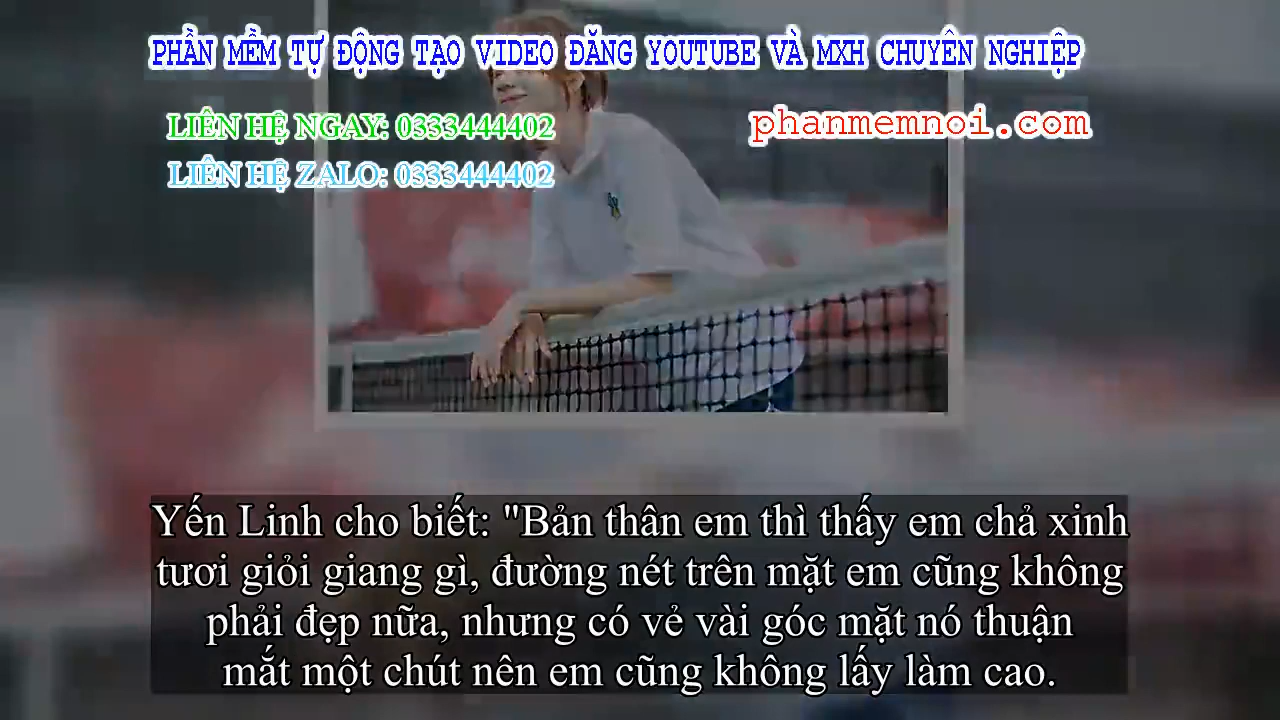 PHẦN MỀM TỰ ĐỘNG TẠO VIDEO ĐĂNG YOUTUBE VÀ MXH CHUYÊN NGHIỆP
LIÊN HỆ NGAY: 0333444402
phanmemnoi.com
LIÊN HỆ ZALO: 0333444402
Yến Linh cho biết: "Bản thân em thì thấy em chả xinh
tươi giỏi giang gì, đường nét trên mặt em cũng không
phải đẹp nữa, nhưng có vẻ vài góc mặt nó thuận
mắt một chút nên em cũng không lấy làm cao.